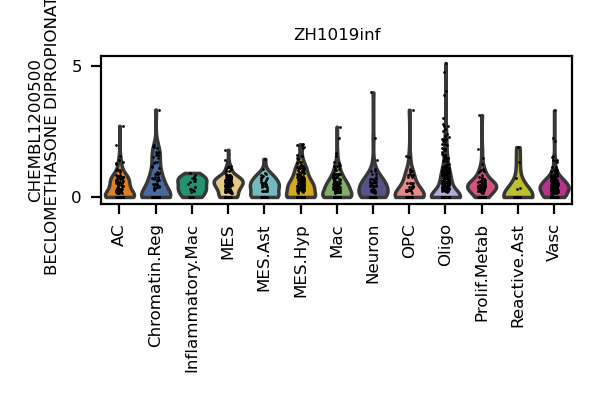 ZH1019inf
CHEMBL1200500
BECLOMETHASONE DIPROPIONAT
5
0
AC
Chromatin.Reg
Inflammatory.Mac
MES
MES.Ast
MES.Hyp
Mac
Neuron
OPC
Oligo
Prolif.Metab
Reactive.Ast
Vasc